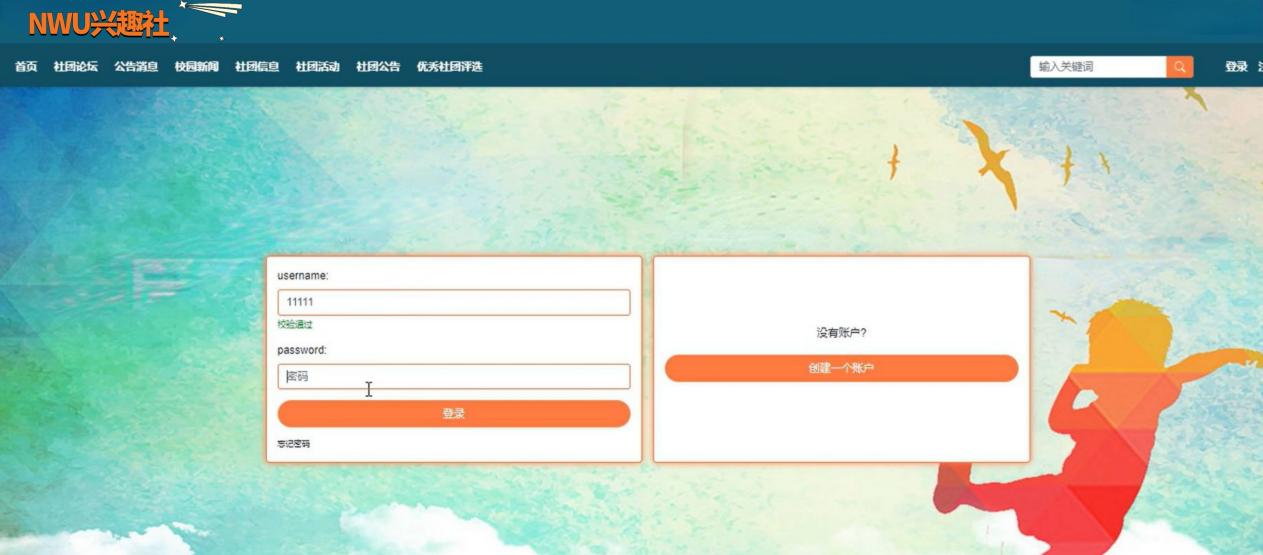 NWU兴趣社
首页 社团论坛 公告消息 校园新闻 社团信息 社团活动 社团公告 优秀社团评选 输入关键词 登录
username:
11111
校验通过
password:
密码
登录
忘记密码
没有账户?
创建一个账户